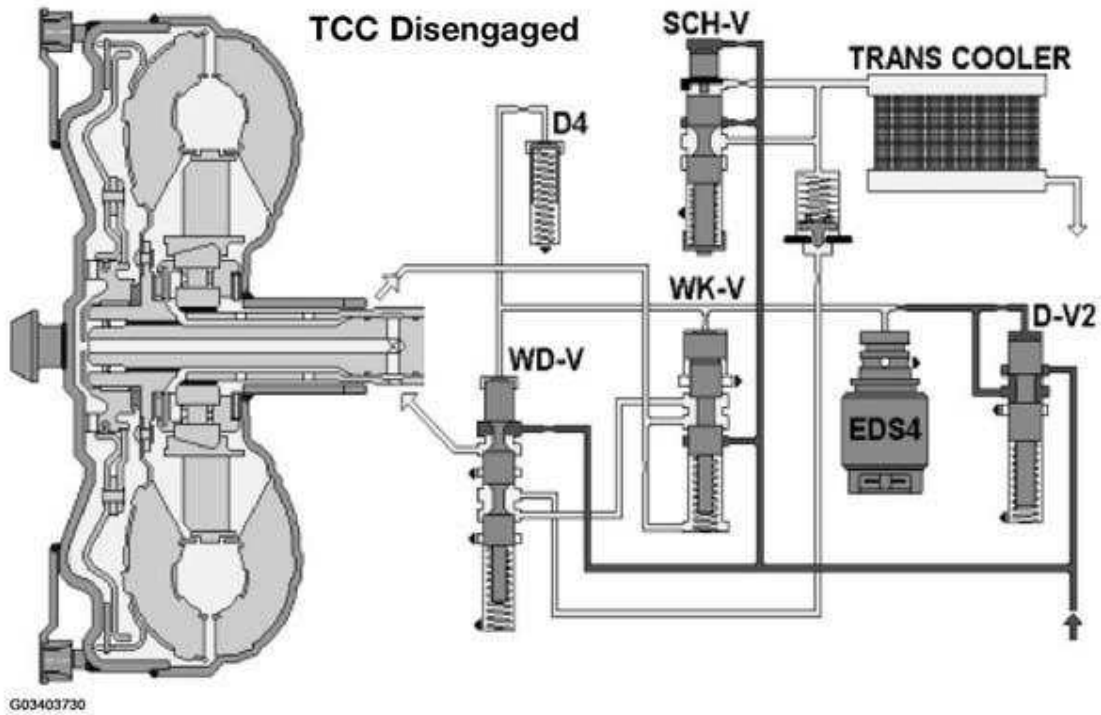 TCC Disengaged
SCH-V
TRANS COOLER
D4
WK-V
D-V2
WD-V
EDS4
G03403730